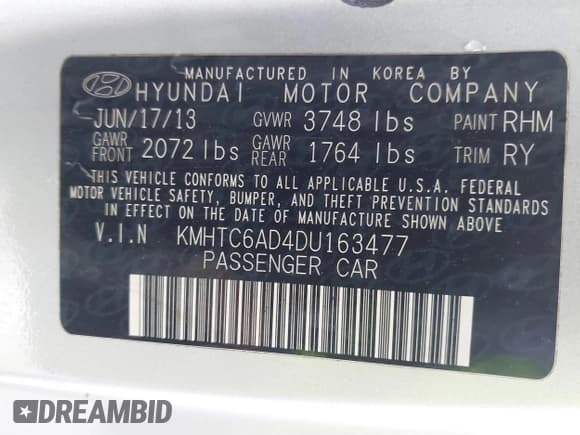 MANUFACTURED IN KOREA BY
HYUNDAI MOTOR COMPANY
JUN/17/13 GVWR 3748 lbs PAINT RHM
GAWR FRONT 2072 lbs GAWR REAR 1764 lbs TRIM RY
THIS VEHICLE CONFORMS TO ALL APPLICABLE U.S.A. FEDERAL
MOTOR VEHICLE SAFETY, BUMPER, AND THEFT PREVENTION STANDARDS
IN EFFECT ON THE DATE OF MANUFACTURE SHOWN ABOVE
V.I.N KMHTC6AD4DU163477
PASSENGER CAR
DREAMBID